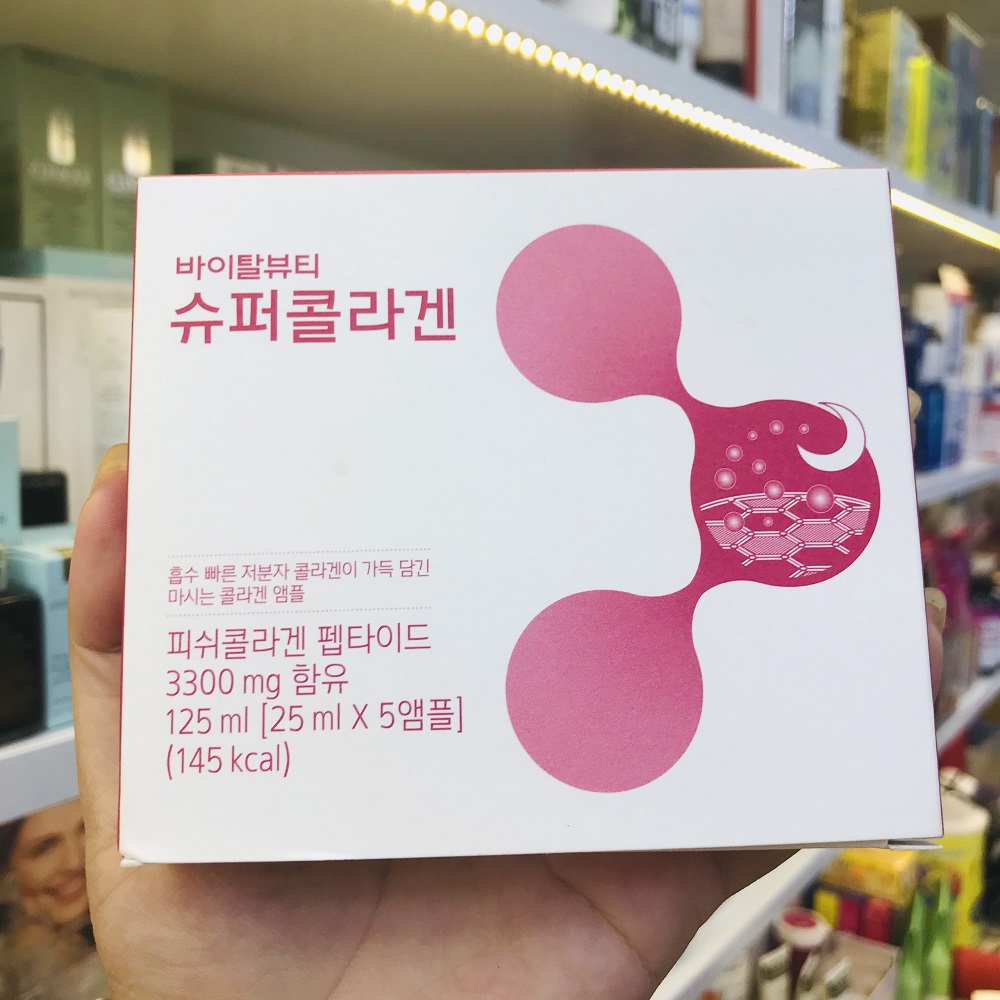 바이탈뷰티
슈퍼콜라겐
흡수 빠른 저분자 콜라겐이 가득 담긴
마시는 콜라겐 앰플
피쉬콜라겐 펩타이드
3300 mg 함유
125 ml [25 ml X 5앰플]
(145 kcal)